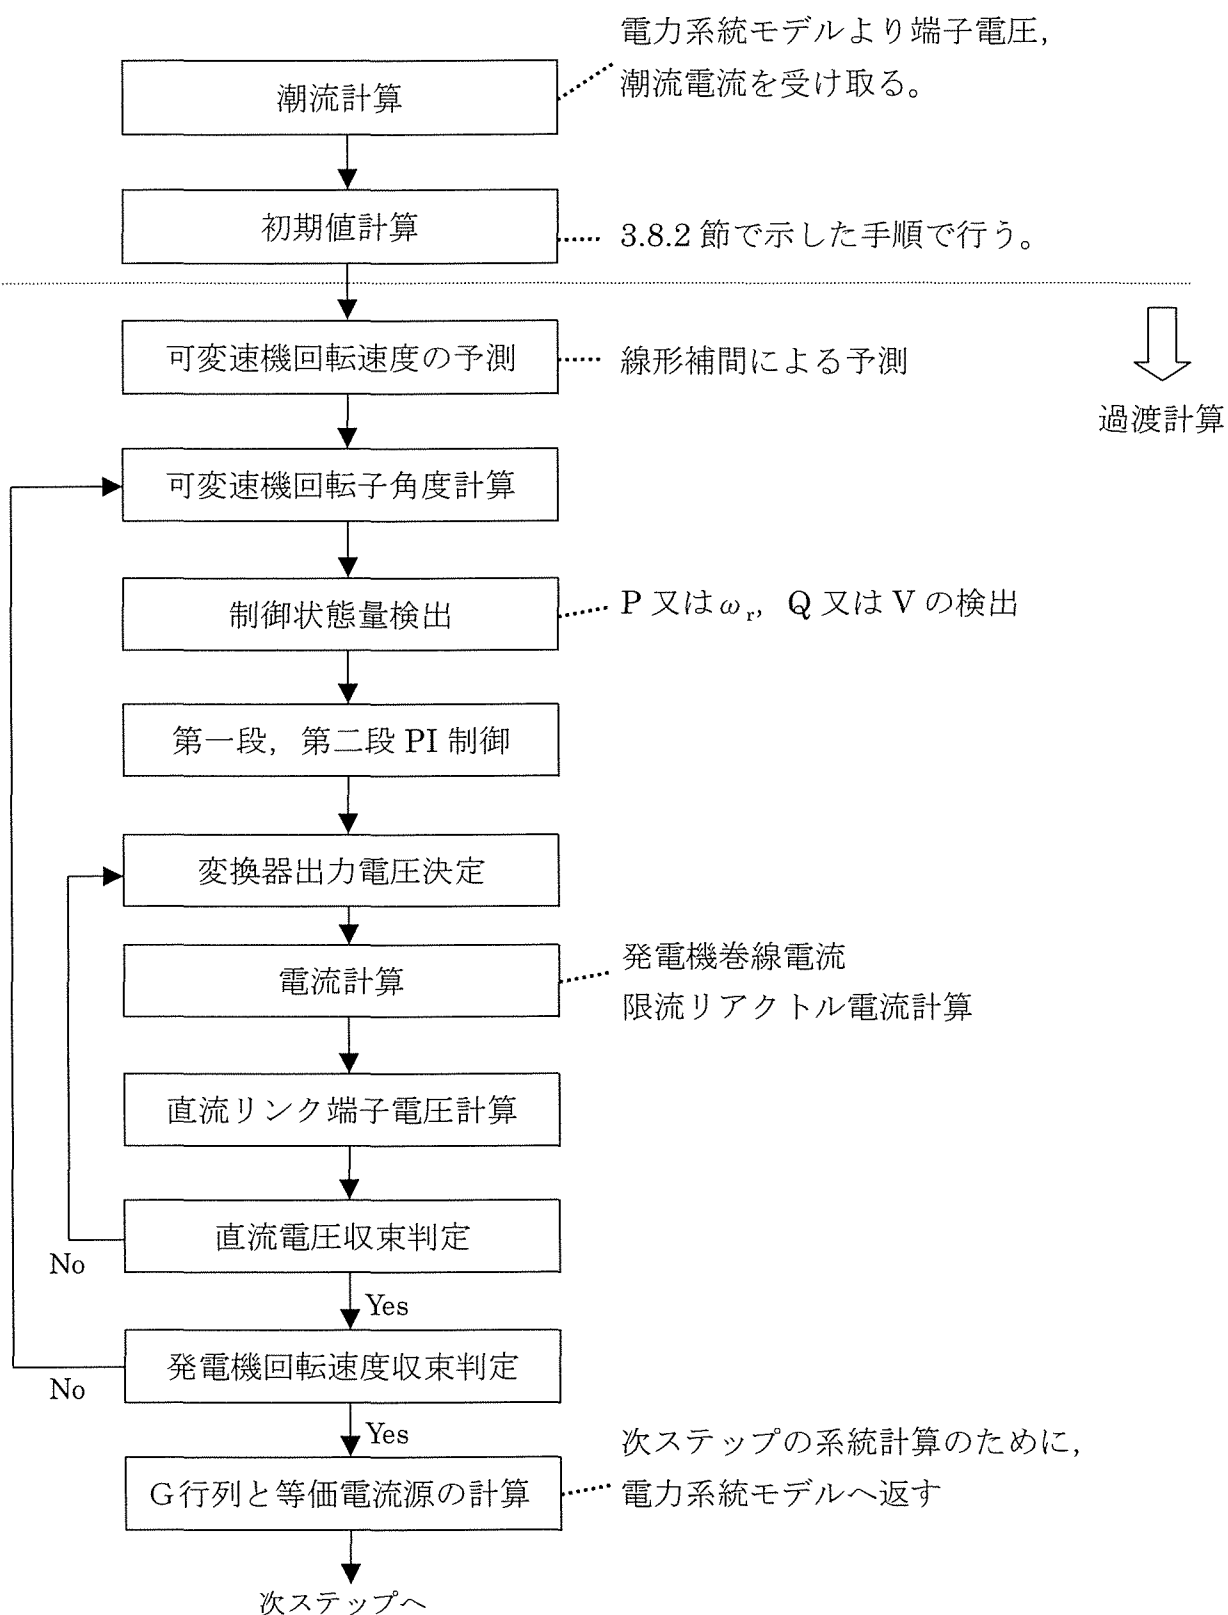 電力系統モデルより端子電圧,
潮流電流を受け取る。
潮流計算
初期値計算
3.8.2 節で示した手順で行う。
可変速機回転速度の予測
線形補間による予測
過渡計算
可変速機回転子角度計算
制御状態量検出
P 又はωr, Q 又は V の検出
第一段, 第二段 PI 制御
変換器出力電圧決定
電流計算
発電機巻線電流
限流リアクトル電流計算
直流リンク端子電圧計算
直流電圧収束判定
No
Yes
発電機回転速度収束判定
No
Yes
G行列と等価電流源の計算
次ステップの系統計算のために,
電力系統モデルへ返す
次ステップへ